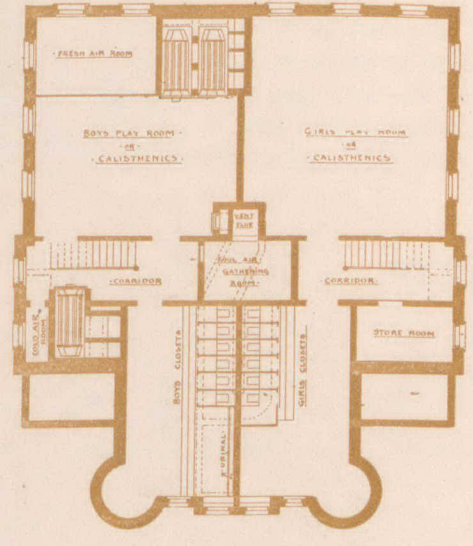 FRESH AIR ROOM
BOYS PLAY ROOM
OR
CALISTHENICS
GIRLS PLAY ROOM
OR
CALISTHENICS
VENT
FLUE
FOUL AIR
GATHERING
ROOM
CORRIDOR
CORRIDOR
COLD AIR
ROOM
STORE ROOM
BOYS CLOSETS
GIRLS CLOSETS
URINAL